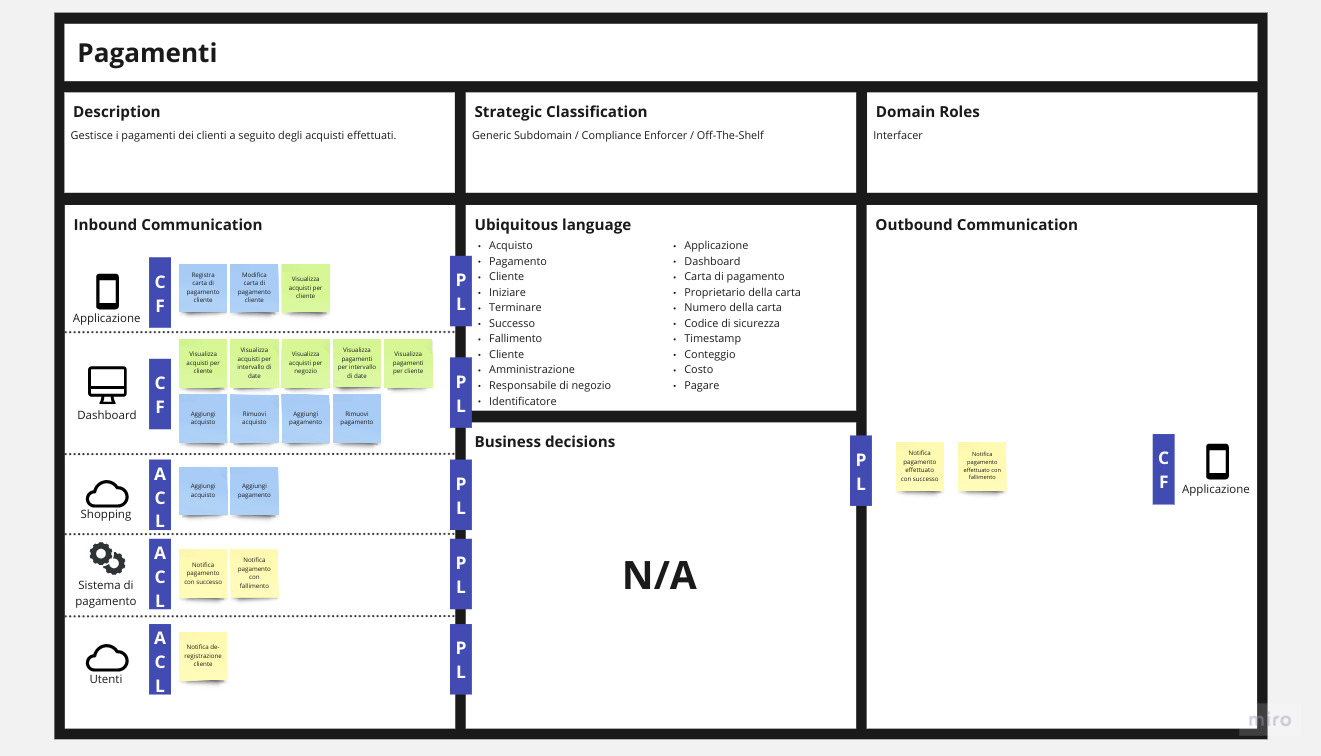 Pagamenti
Description
Gestisce i pagamenti dei clienti a seguito degli acquisti effettuati.
Strategic Classification
Generic Subdomain / Compliance Enforcer / Off-The-Shelf
Domain Roles
Interfacer
Inbound Communication
Applicazione
C
F
Registra
carta di
pagamento
cliente
Modifica
carta di
pagamento
cliente
Visualizza
acquisti per
cliente
P
L
Dashboard
C
F
Visualizza
acquisti per
cliente
Visualizza
acquisti per
intervallo di
date
Visualizza
acquisti per
negozio
Visualizza
pagamenti
per intervallo
di date
Visualizza
pagamenti
per cliente
Aggiungi
acquisto
Rimuovi
acquisto
Aggiungi
pagamento
Rimuovi
pagamento
P
L
Shopping
A
C
L
Aggiungi
acquisto
Aggiungi
pagamento
P
L
Sistema di
pagamento
A
C
L
Notifica
pagamento
con successo
Notifica
pagamento
con
fallimento
P
L
Utenti
A
C
L
Notifica de-
registrazione
cliente
P
L
Ubiquitous language
• Acquisto
• Pagamento
• Cliente
• Iniziare
• Terminare
• Successo
• Fallimento
• Cliente
• Amministrazione
• Responsabile di negozio
• Identificatore
• Applicazione
• Dashboard
• Carta di pagamento
• Proprietario della carta
• Numero della carta
• Codice di sicurezza
• Timestamp
• Conteggio
• Costo
• Pagare
Business decisions
N/A
Outbound Communication
P
L
Notifica
pagamento
effettuato
con successo
Notifica
pagamento
effettuato con
fallimento
C
F
Applicazione
miro